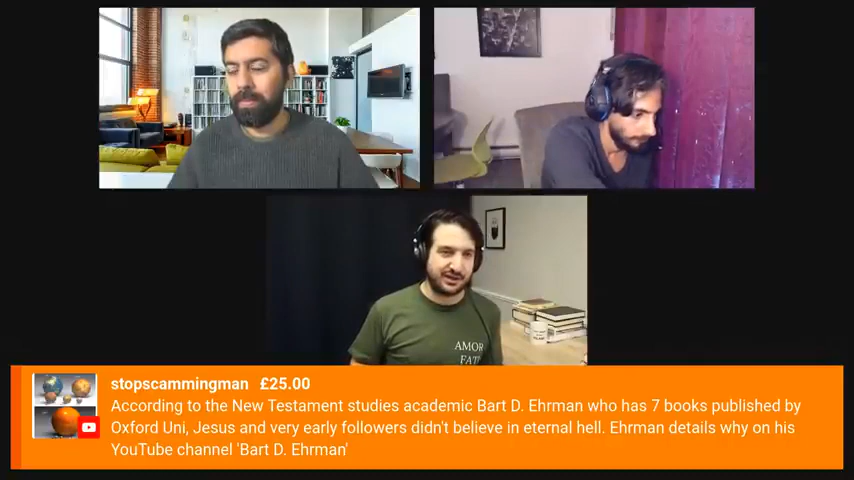 AMOR
FATI
stopscammingman £25.00
According to the New Testament studies academic Bart D. Ehrman who has 7 books published by
Oxford Uni, Jesus and very early followers didn't believe in eternal hell. Ehrman details why on his
YouTube channel 'Bart D. Ehrman'